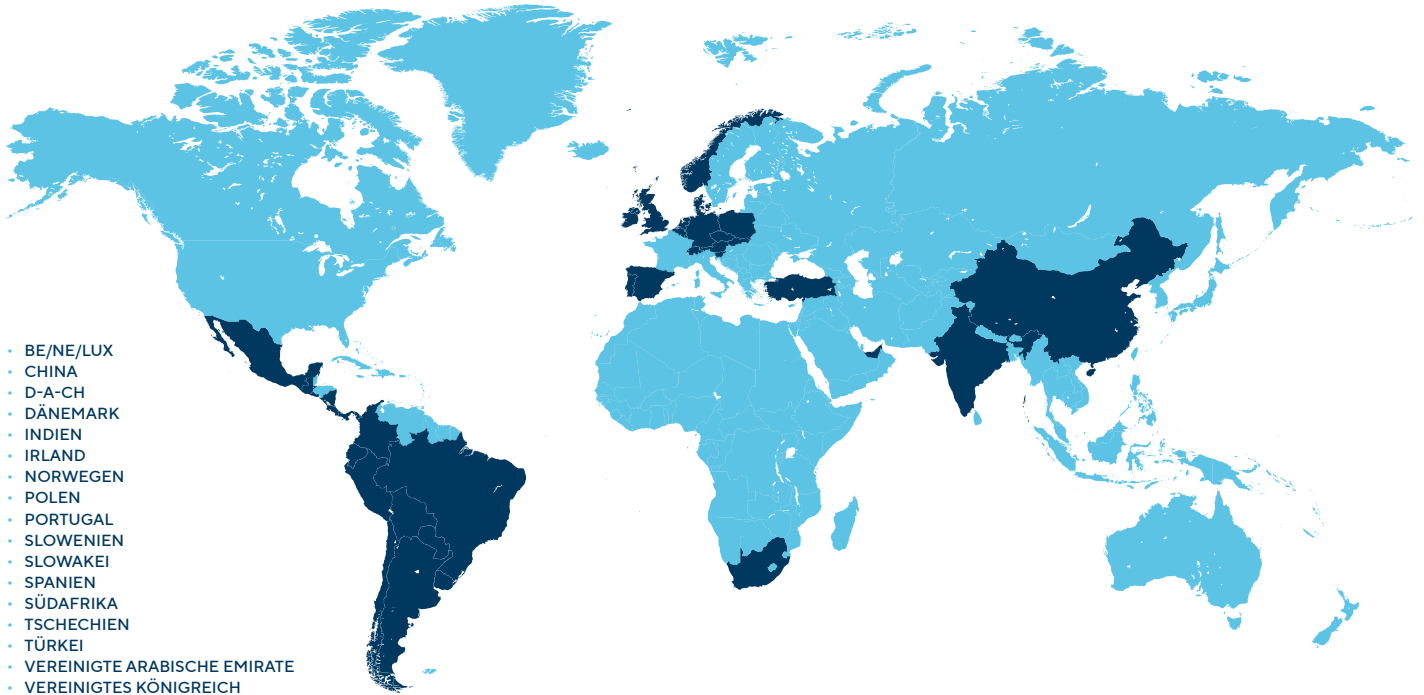 • BE/NE/LUX
• CHINA
• D-A-CH
• DÄNEMARK
• INDIEN
• IRLAND
• NORWEGEN
• POLEN
• PORTUGAL
• SLOWENIEN
• SLOWAKEI
• SPANIEN
• SÜDAFRIKA
• TSCHECHIEN
• TÜRKEI
• VEREINIGTE ARABISCHE EMIRATE
• VEREINIGTES KÖNIGREICH